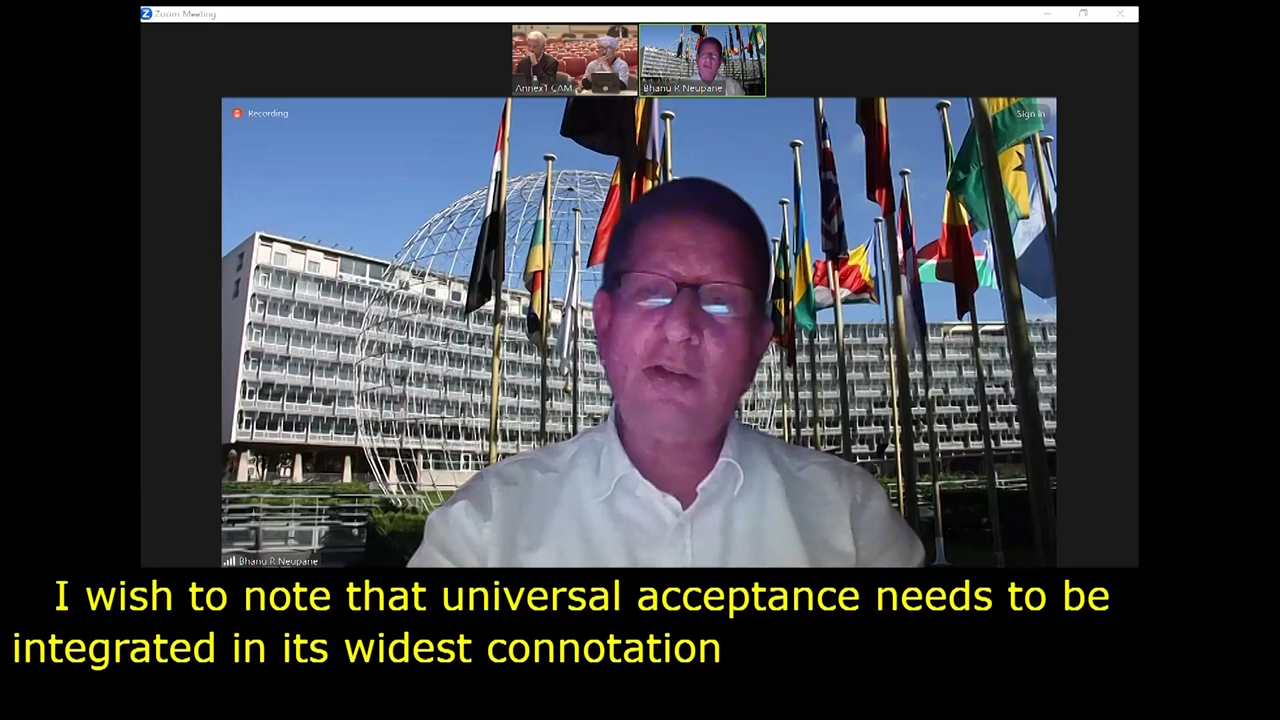 Zoom Meeting
Annex1 CAM
Bhanu R Neupane
Recording
Sign in
Bhanu R Neupane
I wish to note that universal acceptance needs to be
integrated in its widest connotation